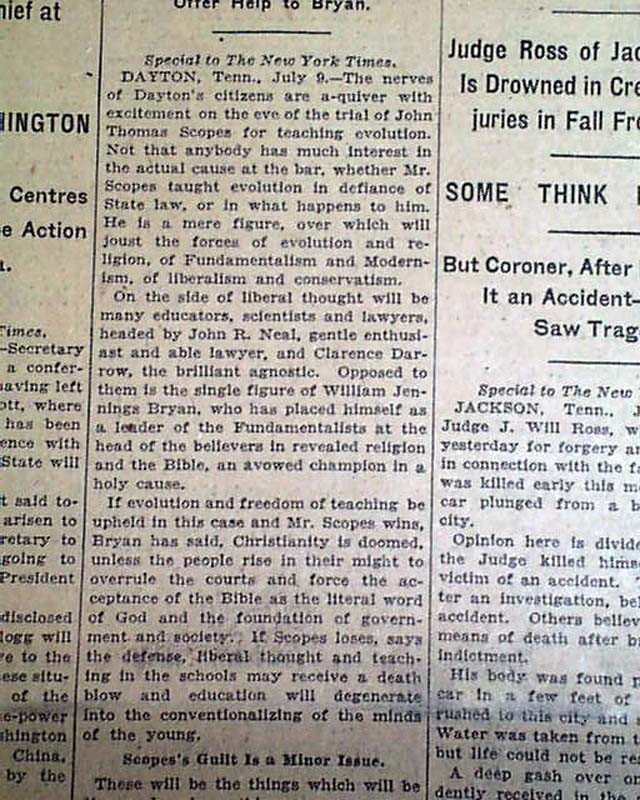 hief at
HINGTON
Centres
e Action
Times.
—Secretary
a confer-
having left
ott, where
has been
ence with
State will
t said to-
arisen to
retary to
going to
President
disclosed
logg will
re to the
ese situ-
of the
e-power
shington
China,
by the
Offer Help to Bryan.
Special to The New York Times.
DAYTON, Tenn., July 9.—The nerves
of Dayton's citizens are a-quiver with
excitement on the eve of the trial of John
Thomas Scopes for teaching evolution.
Not that anybody has much interest in
the actual cause at the bar, whether Mr.
Scopes taught evolution in defiance of
State law, or in what happens to him.
He is a mere figure, over which will
joust the forces of evolution and re-
ligion, of Fundamentalism and Modern-
ism, of liberalism and conservatism.
On the side of liberal thought will be
many educators, scientists and lawyers,
headed by John R. Neal, gentle enthusi-
ast and able lawyer, and Clarence Dar-
row, the brilliant agnostic. Opposed to
them is the single figure of William Jen-
nings Bryan, who has placed himself as
a leader of the Fundamentalists at the
head of the believers in revealed religion
and the Bible, an avowed champion in a
holy cause.
If evolution and freedom of teaching be
upheld in this case and Mr. Scopes wins,
Bryan has said, Christianity is doomed,
unless the people rise in their might to
overrule the courts and force the ac-
ceptance of the Bible as the literal word
of God and the foundation of govern-
ment and society. If Scopes loses, says
the defense, liberal thought and teach-
ing in the schools may receive a death
blow and education will degenerate
into the conventionalizing of the minds
of the young.
Scopes's Guilt Is a Minor Issue.
These will be the things which will be
Judge Ross of Jac
Is Drowned in Cre
juries in Fall Fro
SOME THINK
But Coroner, After
It an Accident—
Saw Trag
Special to The New
JACKSON, Tenn., J
Judge J. Will Ross, w
yesterday for forgery an
in connection with the fa
was killed early this m
car plunged from a b
city.
Opinion here is divide
the Judge killed himse
victim of an accident.
ter an investigation, bel
accident. Others believ
means of death after br
indictment.
His body was found p
car in a few feet of
rushed to this city and
Water was taken from t
but life could not be res
A deep gash over on
dently received in the